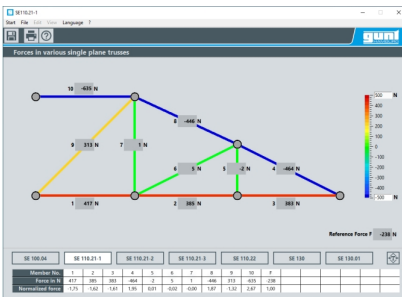 SE110.21-1
Start File Edit View Language ?
gunt
Forces in various single plane trusses
10 -635 N
8 -446 N
9 313 N
7 1 N
6 5 N
5 -2 N
4 -464 N
1 417 N
2 385 N
3 383 N
500 N
400
300
200
100
0
-100
-200
-300
-400
-500 N
Reference Force F -238 N
SE 100.04 SE 110.21-1 SE 110.21-2 SE 110.21-3 SE 110.22 SE 130 SE 130.01
Member No. 1 2 3 4 5 6 7 8 9 10 F
Force in N 417 385 383 -464 -2 5 1 -446 313 -635 -238
Normalized force -1,75 -1,62 -1,61 1,95 0,01 -0,02 -0,00 1,87 -1,32 2,67 1,00